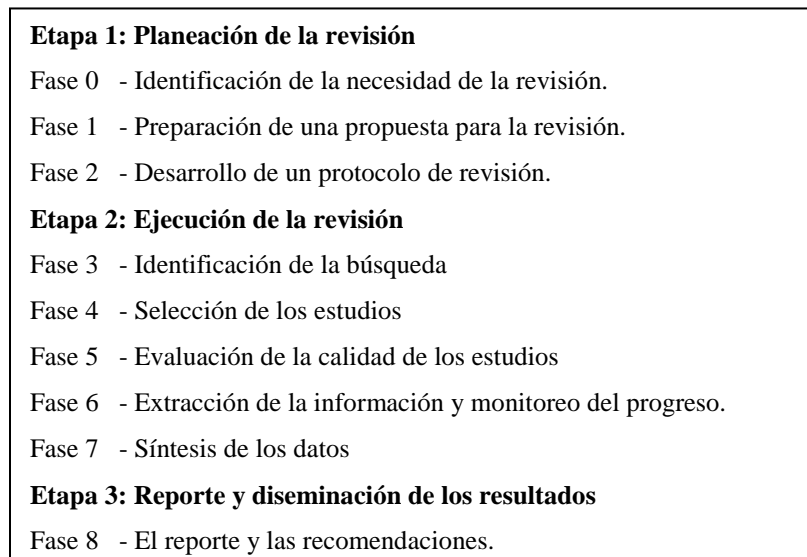 Etapa 1: Planeación de la revisión
Fase 0 - Identificación de la necesidad de la revisión.
Fase 1 - Preparación de una propuesta para la revisión.
Fase 2 - Desarrollo de un protocolo de revisión.
Etapa 2: Ejecución de la revisión
Fase 3 - Identificación de la búsqueda
Fase 4 - Selección de los estudios
Fase 5 - Evaluación de la calidad de los estudios
Fase 6 - Extracción de la información y monitoreo del progreso.
Fase 7 - Síntesis de los datos
Etapa 3: Reporte y diseminación de los resultados
Fase 8 - El reporte y las recomendaciones.